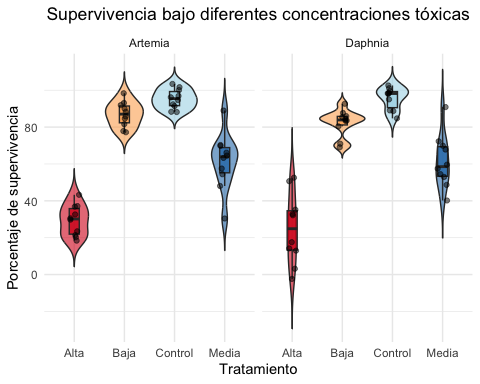 Supervivencia bajo diferentes concentraciones tóxicas
Artemia
Daphnia
Porcentaje de supervivencia
80
40
0
Alta Baja Control Media
Alta Baja Control Media
Tratamiento